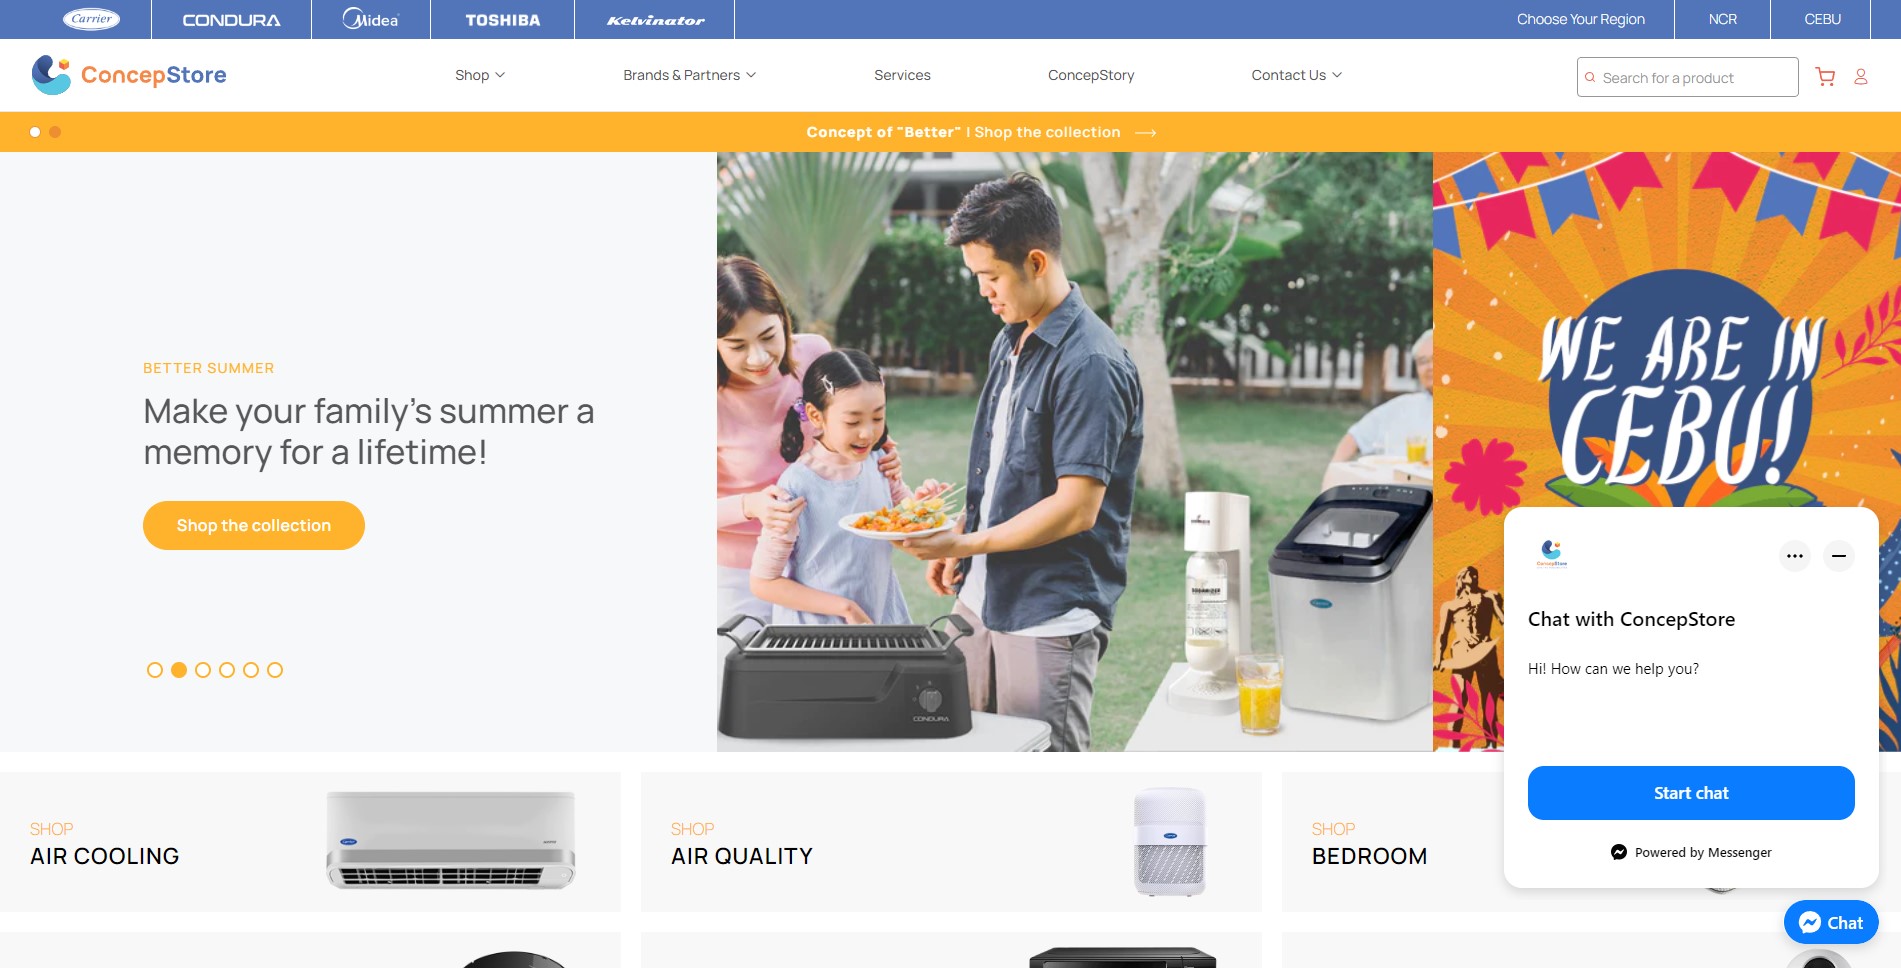 Carrier
CONDURA
Midea
TOSHIBA
Kelvinator
Choose Your Region
NCR
CEBU
ConcepStore
Shop
Brands & Partners
Services
ConcepStory
Contact Us
Search for a product
Concept of "Better" | Shop the collection
BETTER SUMMER
Make your family's summer a
memory for a lifetime!
Shop the collection
CONDURA
WE ARE IN
CEBU!
ConcepStore
Chat with ConcepStore
Hi! How can we help you?
Start chat
Powered by Messenger
Chat
SHOP
AIR COOLING
SHOP
AIR QUALITY
SHOP
BEDROOM